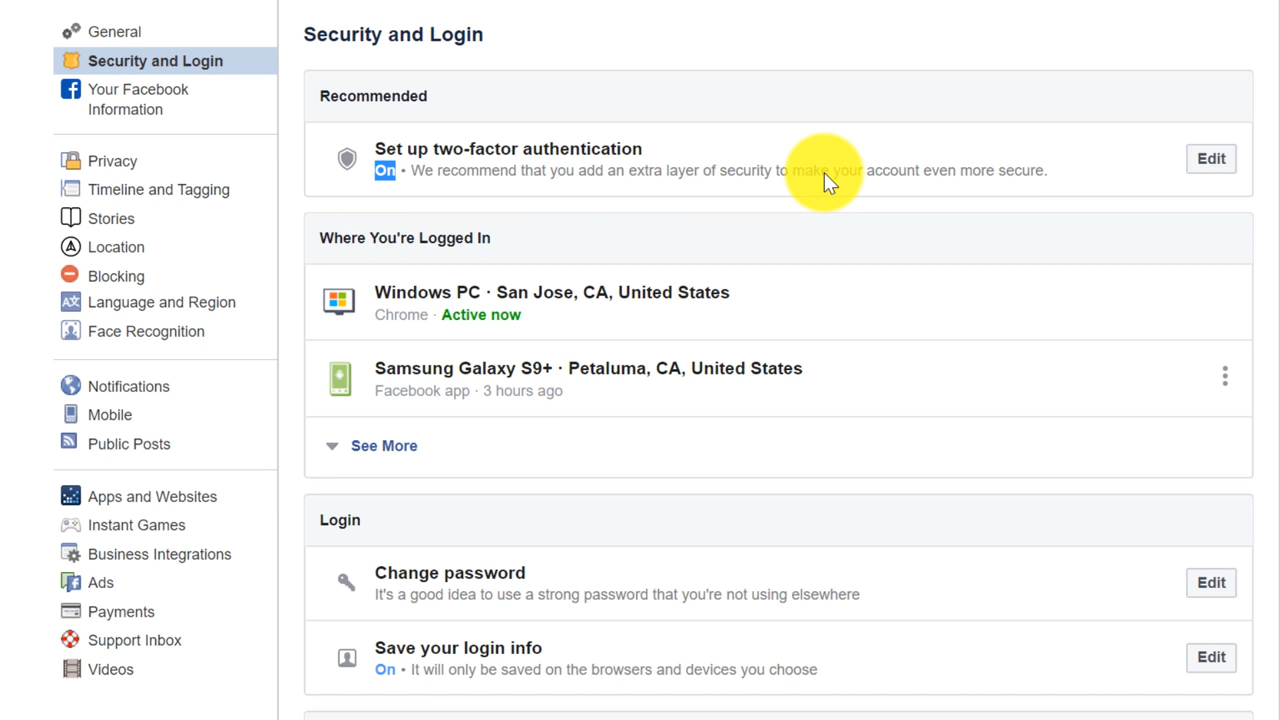 General
Security and Login
Your Facebook
Information
Privacy
Timeline and Tagging
Stories
Location
Blocking
Language and Region
Face Recognition
Notifications
Mobile
Public Posts
Apps and Websites
Instant Games
Business Integrations
Ads
Payments
Support Inbox
Videos
Security and Login
Recommended
Set up two-factor authentication
On • We recommend that you add an extra layer of security to make your account even more secure.
Edit
Where You're Logged In
Windows PC · San Jose, CA, United States
Chrome · Active now
Samsung Galaxy S9+ · Petaluma, CA, United States
Facebook app · 3 hours ago
See More
Login
Change password
It's a good idea to use a strong password that you're not using elsewhere
Edit
Save your login info
On • It will only be saved on the browsers and devices you choose
Edit